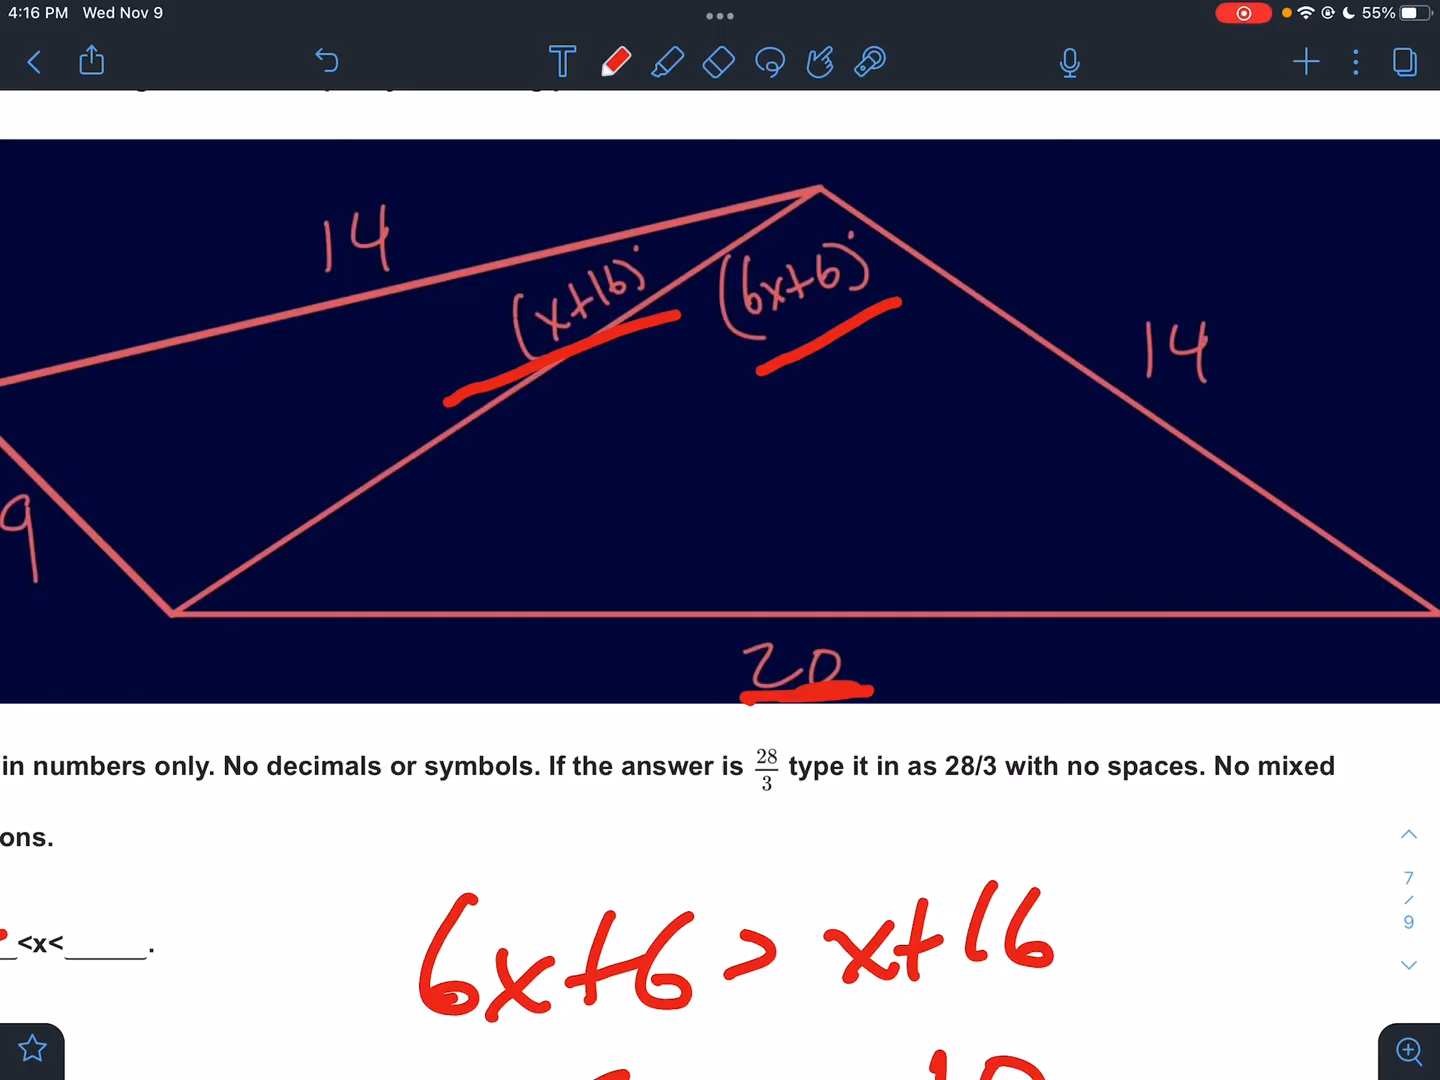 4:16 PM Wed Nov 9
55%
14
(x+16)°
(6x+6)°
14
9
20
in numbers only. No decimals or symbols. If the answer is 28/3 type it in as 28/3 with no spaces. No mixed
ons.
<x<______.
6x+6 > x+16
10
7
/
9